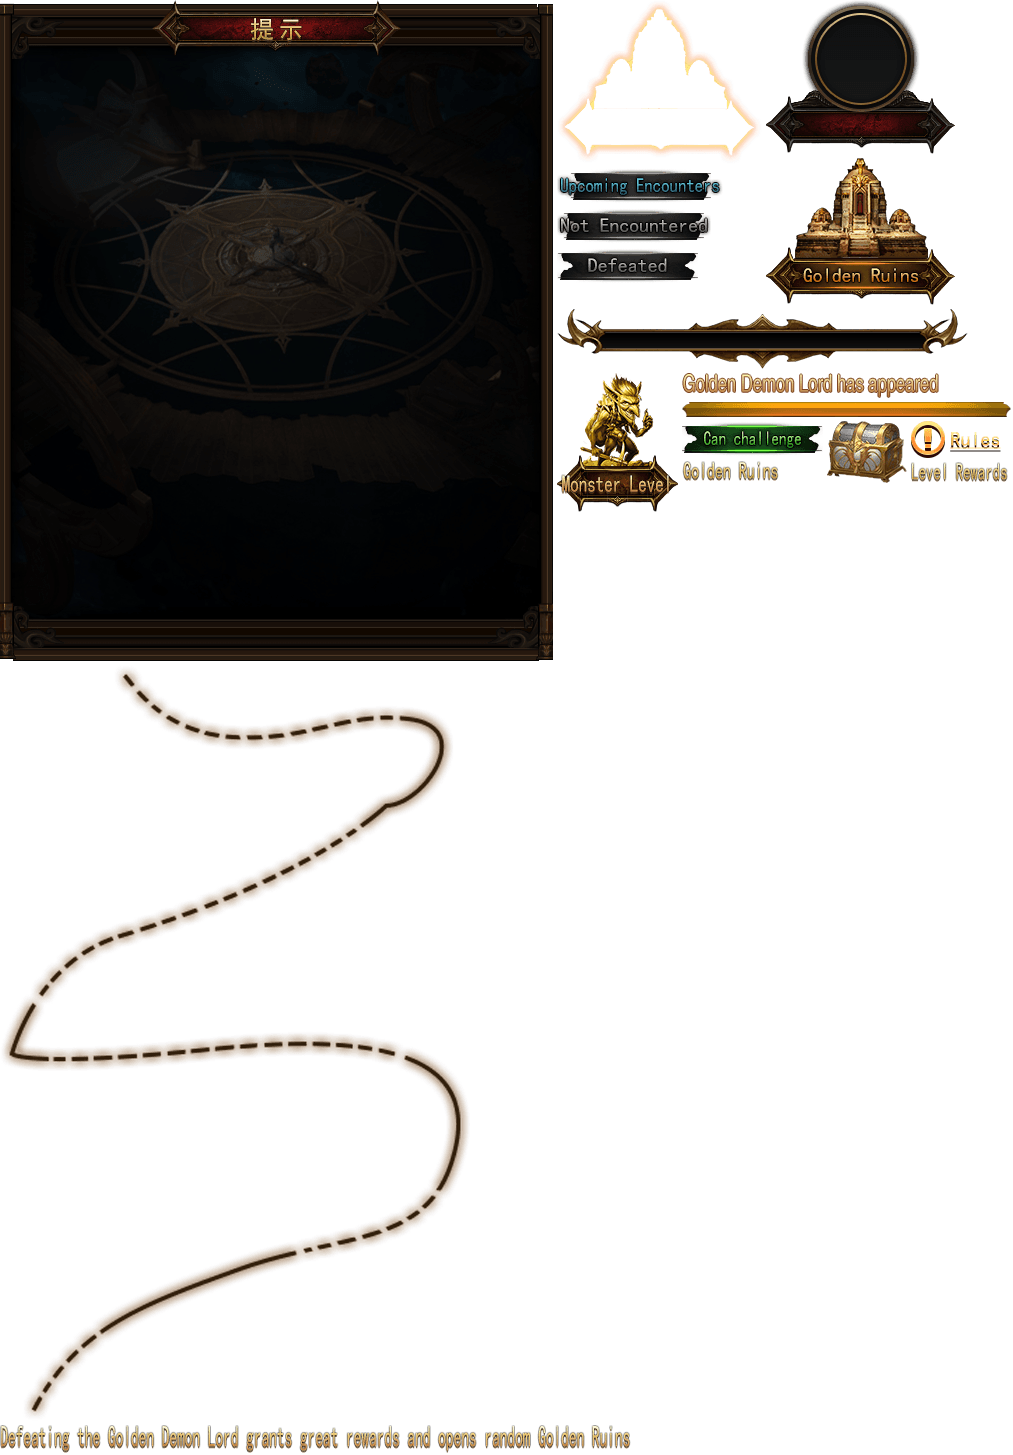 提示
Upcoming Encounters
Not Encountered
Defeated
Golden Ruins
Golden Demon Lord has appeared
Can challenge
Rules
Golden Ruins
Level Rewards
Monster Level
Defeating the Golden Demon Lord grants great rewards and opens random Golden Ruins